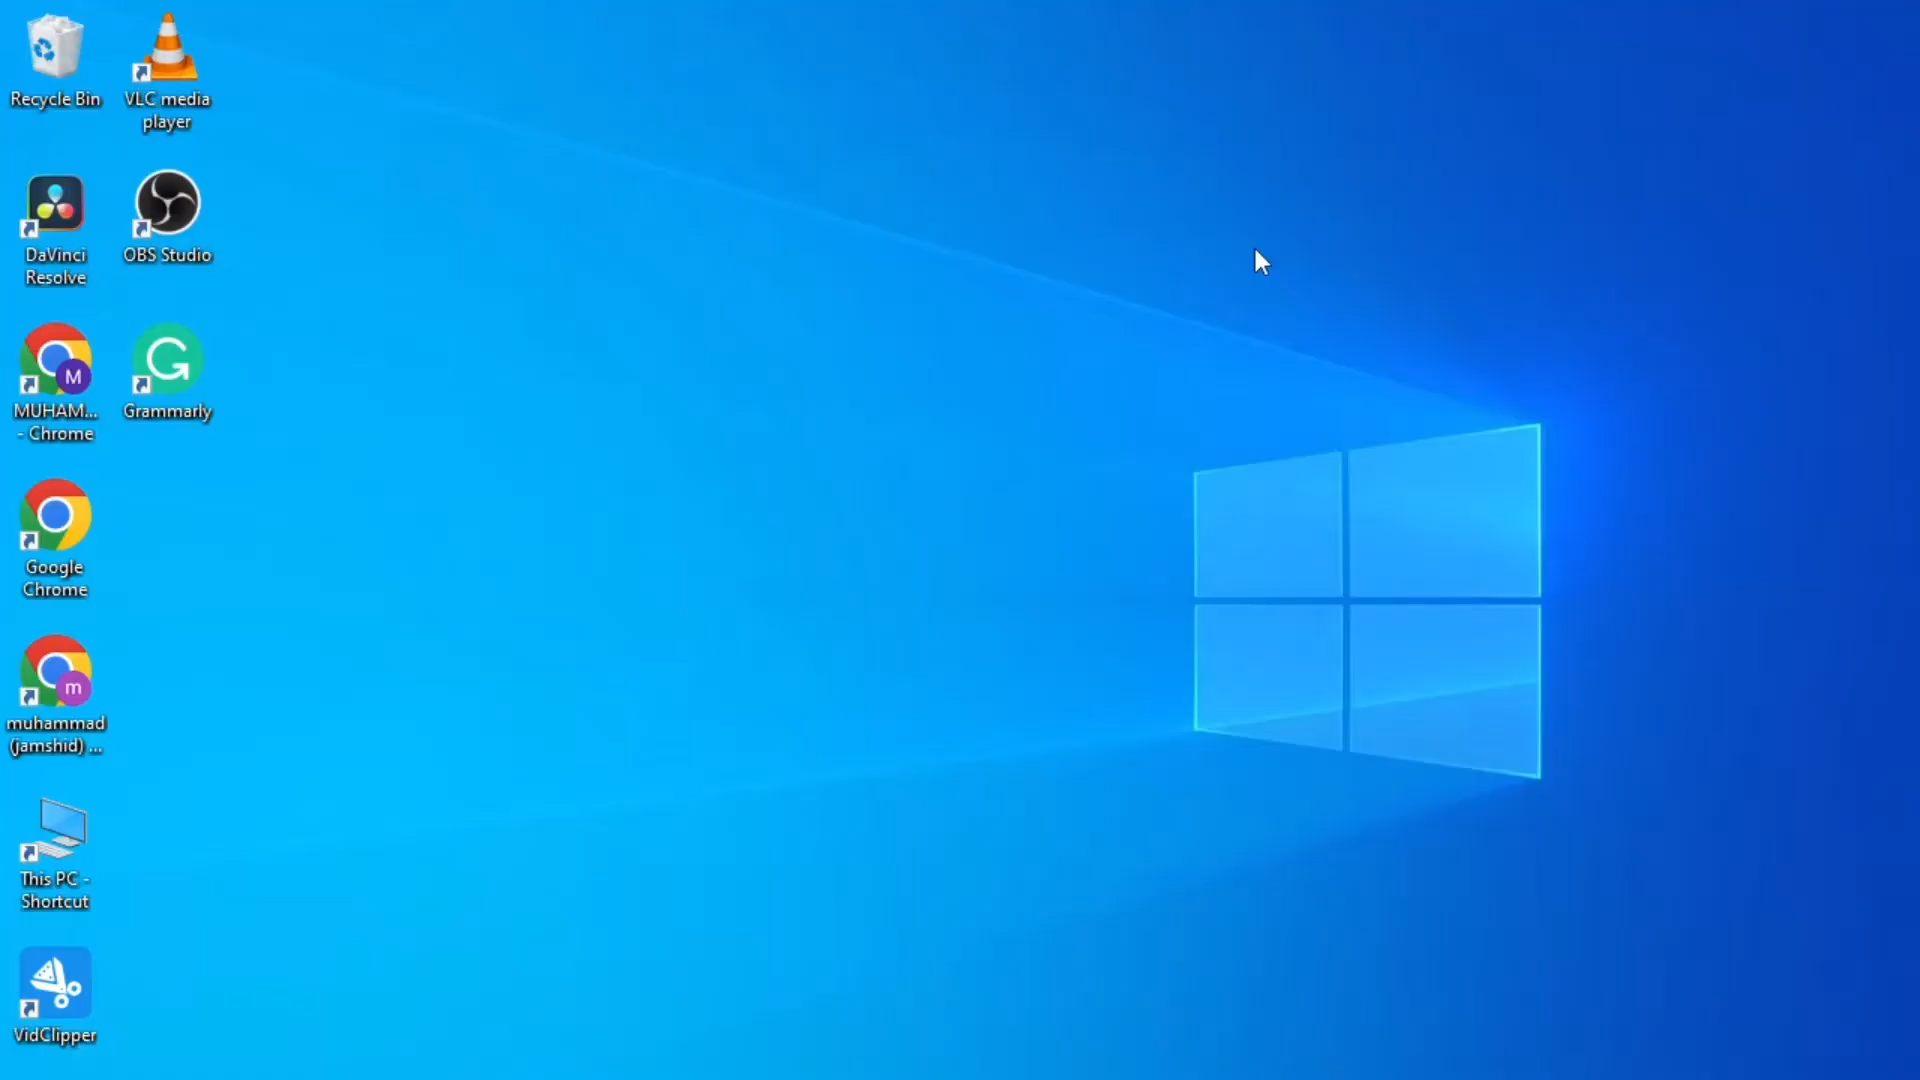 Recycle Bin
VLC media
player
DaVinci
Resolve
OBS Studio
M
MUHAM...
- Chrome
Grammarly
Google
Chrome
m
muhammad
(jamshid) ...
This PC -
Shortcut
VidClipper